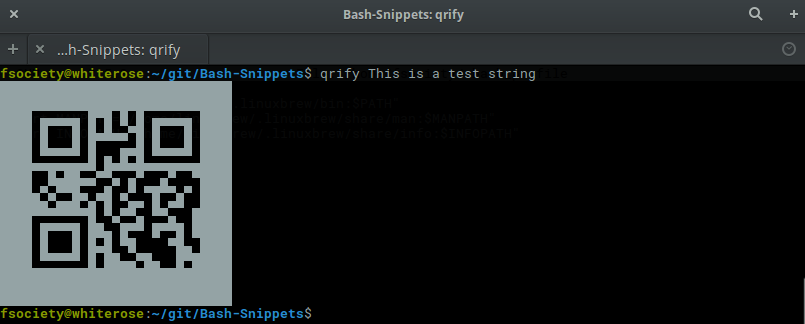 Bash-Snippets: qrify
...h-Snippets: qrify
fsociety@whiterose:~/git/Bash-Snippets$ qrify This is a test string
linuxbrew/bin:$PATH"
ew/.linuxbrew/share/man:$MANPATH"
rew/.linuxbrew/share/info:$INFOPATH"
fsociety@whiterose:~/git/Bash-Snippets$